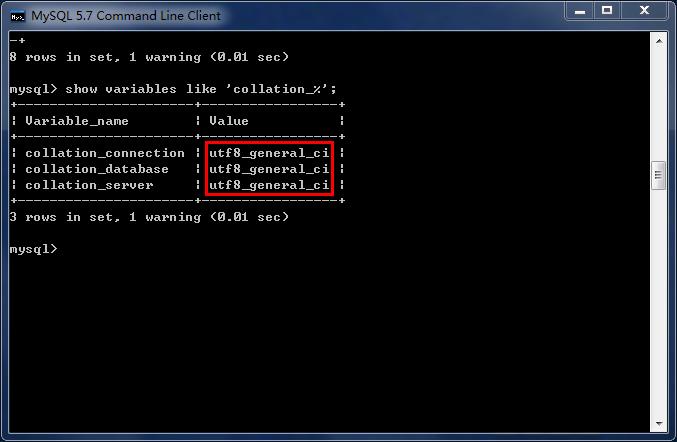 MySQL 5.7 Command Line Client
-+
8 rows in set, 1 warning (0.01 sec)
mysql> show variables like 'collation_%';
+----------------------+-----------------+
| Variable_name        | Value           |
+----------------------+-----------------+
| collation_connection | utf8_general_ci |
| collation_database   | utf8_general_ci |
| collation_server     | utf8_general_ci |
+----------------------+-----------------+
3 rows in set, 1 warning (0.01 sec)
mysql>